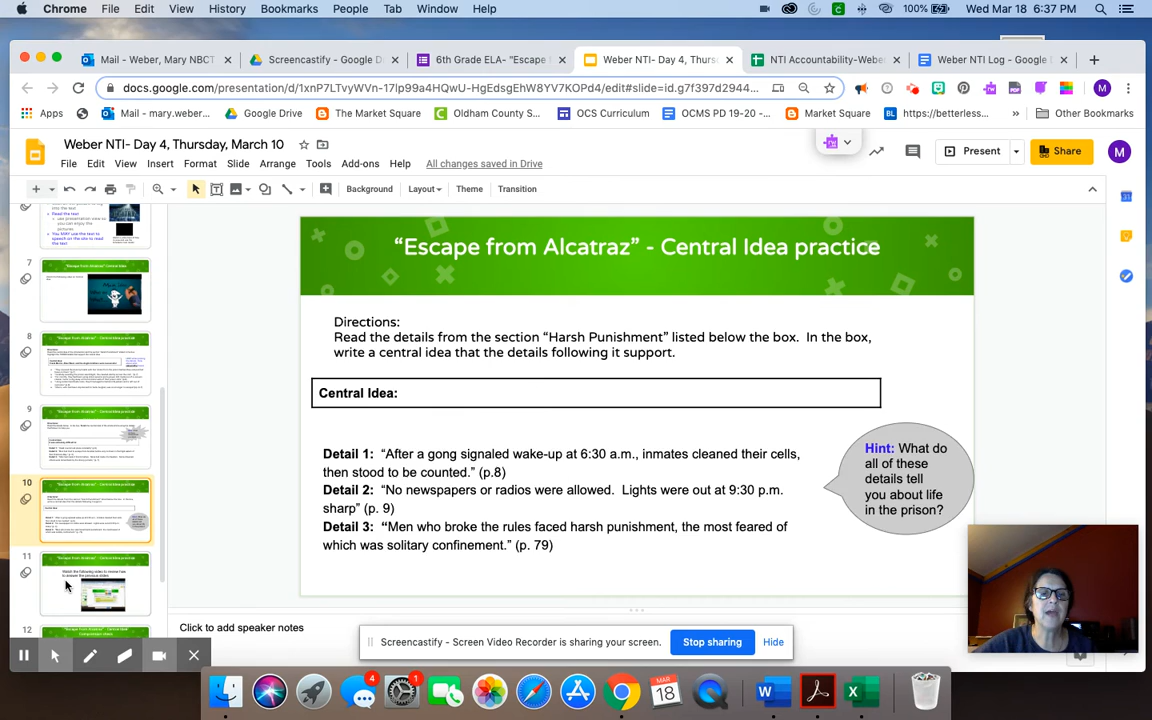 Chrome File Edit View History Bookmarks People Tab Window Help 100% Wed Mar 18 6:37 PM
Mail - Weber, Mary NBCT Screencastify - Google D 6th Grade ELA- "Escape Weber NTI- Day 4, Thurs NTI Accountability-Webe Weber NTI Log - Google
docs.google.com/presentation/d/1xnP7LTvyWVn-17lp99a4HQwU-HgEdsgEhW8YV7KOPd4/edit#slide=id.g7f397d2944...
Apps Mail - mary.weber... Google Drive The Market Square Oldham County S... OCS Curriculum OCMS PD 19-20 -... Market Square https://betterless... » Other Bookmarks
Weber NTI- Day 4, Thursday, March 10
Present Share M
File Edit View Insert Format Slide Arrange Tools Add-ons Help All changes saved in Drive
Background Layout Theme Transition
Read the text
7
8
9
10
11
12
"Escape from Alcatraz" - Central Idea practice
Directions:
Read the details from the section "Harsh Punishment" listed below the box. In the box,
write a central idea that the details following it support.
Central Idea:
Detail 1: "After a gong signaled wake-up at 6:30 a.m., inmates cleaned their cells,
then stood to be counted." (p.8)
Detail 2: "No newspapers or radios were allowed. Lights were out at 9:30 p.m.
sharp" (p. 9)
Detail 3: "Men who broke the rules faced harsh punishment, the most feared of
which was solitary confinement." (p. 79)
Hint: What do
all of these
details tell
you about life
in the prison?
Click to add speaker notes
Screencastify - Screen Video Recorder is sharing your screen. Stop sharing Hide
4 1 MAR 18